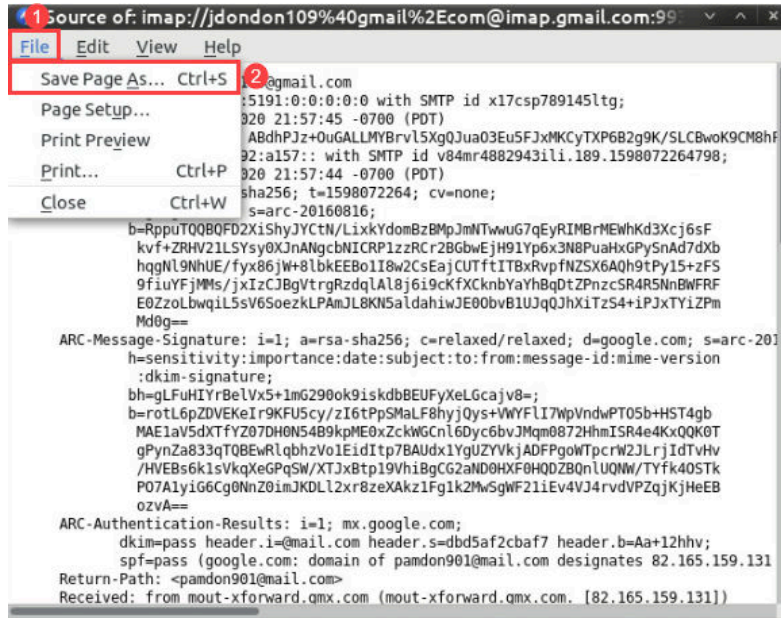 1 Source of: imap://jdondon109%40gmail%2Ecom@imap.gmail.com:993
File Edit View Help
Save Page As... Ctrl+S 2
Page Setup...
Print Preview
Print... Ctrl+P
Close Ctrl+W
@gmail.com
:5191:0:0:0:0:0 with SMTP id x17csp789145ltg;
020 21:57:45 -0700 (PDT)
ABdhPJz+OuGALLMYBrvl5XgQJuaO3Eu5FJxMKCyTXP6B2g9K/SLCBwoK9CM8hF
92:a157:: with SMTP id v84mr4882943ili.189.1598072264798;
020 21:57:44 -0700 (PDT)
sha256; t=1598072264; cv=none;
s=arc-20160816;
b=RppuTQQBQFD2XiShyJYCtN/LixkYdomBzBMpJmNTwwuG7qEyRIMBrMEWhKd3Xcj6sF
kvf+ZRHV21LSYsy0XJnANgcbNICRP1zzRCr2BGbwEjH91Yp6x3N8PuaHxGPySnAd7dXb
hqgNl9NhUE/fyx86jW+8lbkEEBo1I8w2CsEajCUTftITBxRvpfNZSX6AQh9tPy15+zFS
9fiuYFjMMs/jxIzCJBgVtrgRzdqlAl8j6i9cKfXCknbYaYhBqDtZPnzcSR4R5NnBWFRF
E0ZzoLbwqiL5sV6SoezkLPAmJL8KN5aldahiwJE0ObvB1UJqQJhXiTzS4+iPJxTYiZPm
Md0g==
ARC-Message-Signature: i=1; a=rsa-sha256; c=relaxed/relaxed; d=google.com; s=arc-201
h=sensitivity:importance:date:subject:to:from:message-id:mime-version
:dkim-signature;
bh=gLFuHIYrBelVx5+1mG290ok9iskdbBEUFyXeLGcajv8=;
b=rotL6pZDVEKeIr9KFU5cy/zI6tPpSMaLF8hyjQys+VWYFlI7WpVndwPTO5b+HST4gb
MAE1aV5dXTfYZ07DH0N54B9kpME0xZckWGCnl6Dyc6bvJMqm0872HhmISR4e4KxQQK0T
gPynZa833qTQBEwRlqbhzVo1EidItp7BAUdx1YgUZYVkjADFPgoWTpcrW2JLrjIdTvHv
/HVEBs6k1sVkqXeGPqSW/XTJxBtp19VhiBgCG2aND0HXF0HQDZBQnlUQNW/TYfk4OSTk
PO7A1yiG6Cg0NnZ0imJKDLl2xr8zeXAkz1Fg1k2MwSgWF21iEv4VJ4rvdVPZqjKjHeEB
ozvA==
ARC-Authentication-Results: i=1; mx.google.com;
dkim=pass header.i=@mail.com header.s=dbd5af2cbaf7 header.b=Aa+12hhv;
spf=pass (google.com: domain of pamdon901@mail.com designates 82.165.159.131
Return-Path: <pamdon901@mail.com>
Received: from mout-xforward.gmx.com (mout-xforward.gmx.com. [82.165.159.131])